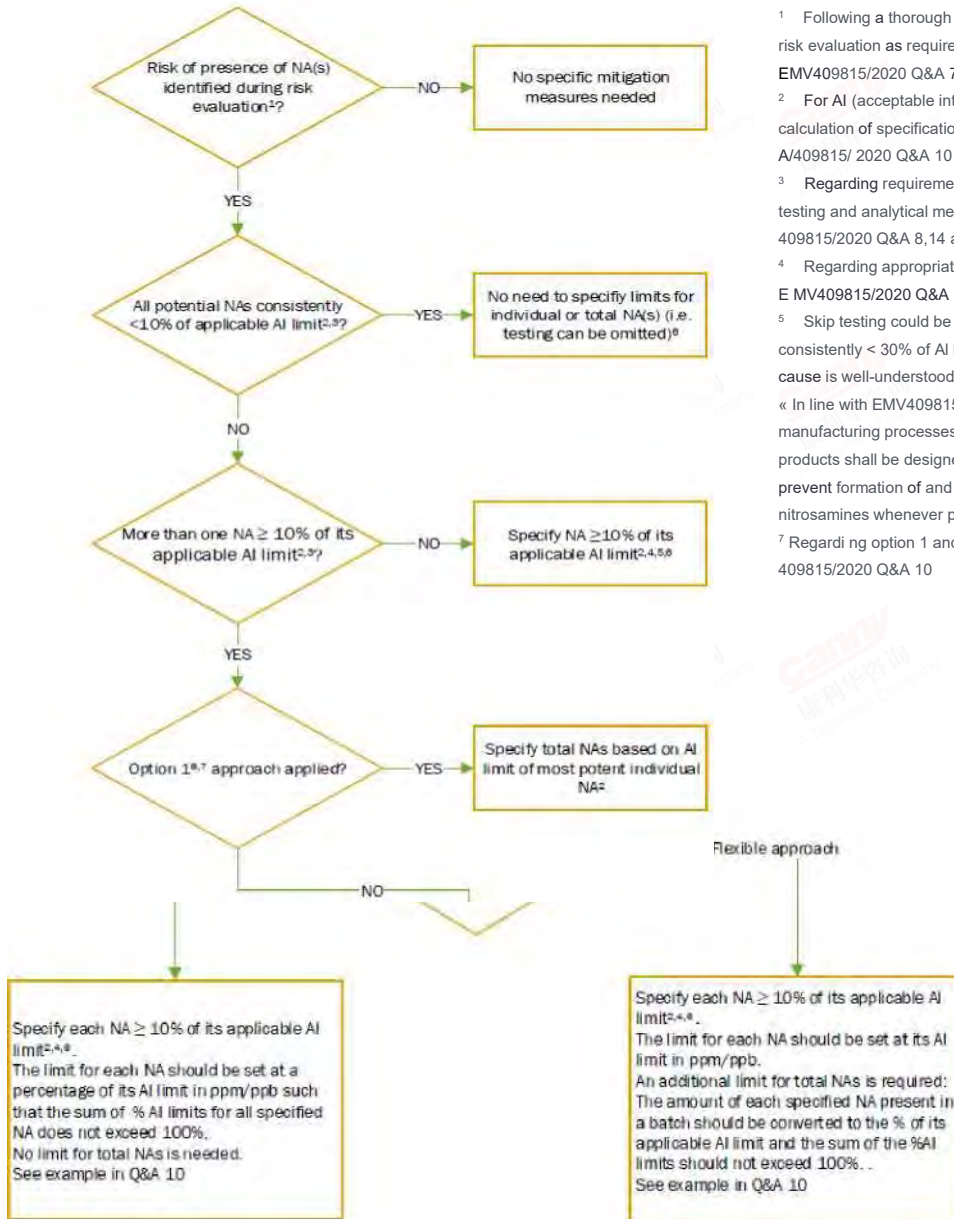 Risk of presence of NA(s)
identified during risk
evaluation¹?
NO
No specific mitigation
measures needed
YES
All potential NAs consistently
<10% of applicable AI limit²,³?
YES
No need to specifiy limits for
individual or total NA(s) (i.e.
testing can be omitted)⁶
NO
More than one NA ≥ 10% of its
applicable AI limit²,³?
NO
Specify NA ≥10% of its
applicable AI limit²,⁴,⁵,⁶
YES
Option 1⁶,⁷ approach applied?
YES
Specify total NAs based on AI
limit of most potent individual
NA²
NO
Flexible approach
Specify each NA ≥ 10% of its applicable AI
limit²,⁴,⁶.
The limit for each NA should be set at a
percentage of its AI limit in ppm/ppb such
that the sum of % AI limits for all specified
NA does not exceed 100%.
No limit for total NAs is needed.
See example in Q&A 10
Specify each NA ≥ 10% of its applicable AI
limit²,⁴,⁶.
The limit for each NA should be set at its AI
limit in ppm/ppb.
An additional limit for total NAs is required:
The amount of each specified NA present in
a batch should be converted to the % of its
applicable AI limit and the sum of the %AI
limits should not exceed 100%. .
See example in Q&A 10
¹ Following a thorough
risk evaluation as require
EMV409815/2020 Q&A 7
² For AI (acceptable int
calculation of specificatio
A/409815/ 2020 Q&A 10
³ Regarding requireme
testing and analytical me
409815/2020 Q&A 8,14 a
⁴ Regarding appropriat
E MV409815/2020 Q&A
⁵ Skip testing could be
consistently < 30% of AI
cause is well-understood
« In line with EMV409815
manufacturing processes
products shall be designe
prevent formation of and
nitrosamines whenever p
⁷ Regardi ng option 1 and
409815/2020 Q&A 10
canny
康利华咨询